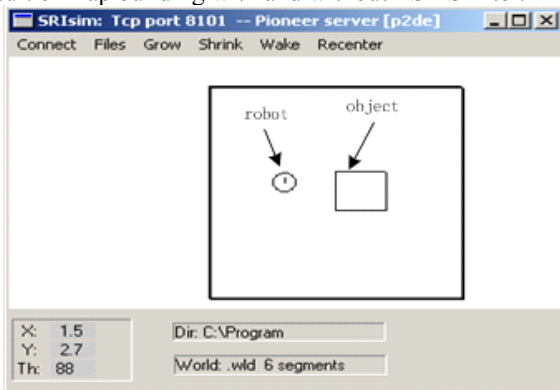 SRIsim: Tcp port 8101 -- Pioneer server [p2de]
Connect Files Grow Shrink Wake Recenter
robot
object
X: 1.5
Y: 2.7
Th: 88
Dir: C:\Program
World: .wld 6 segments